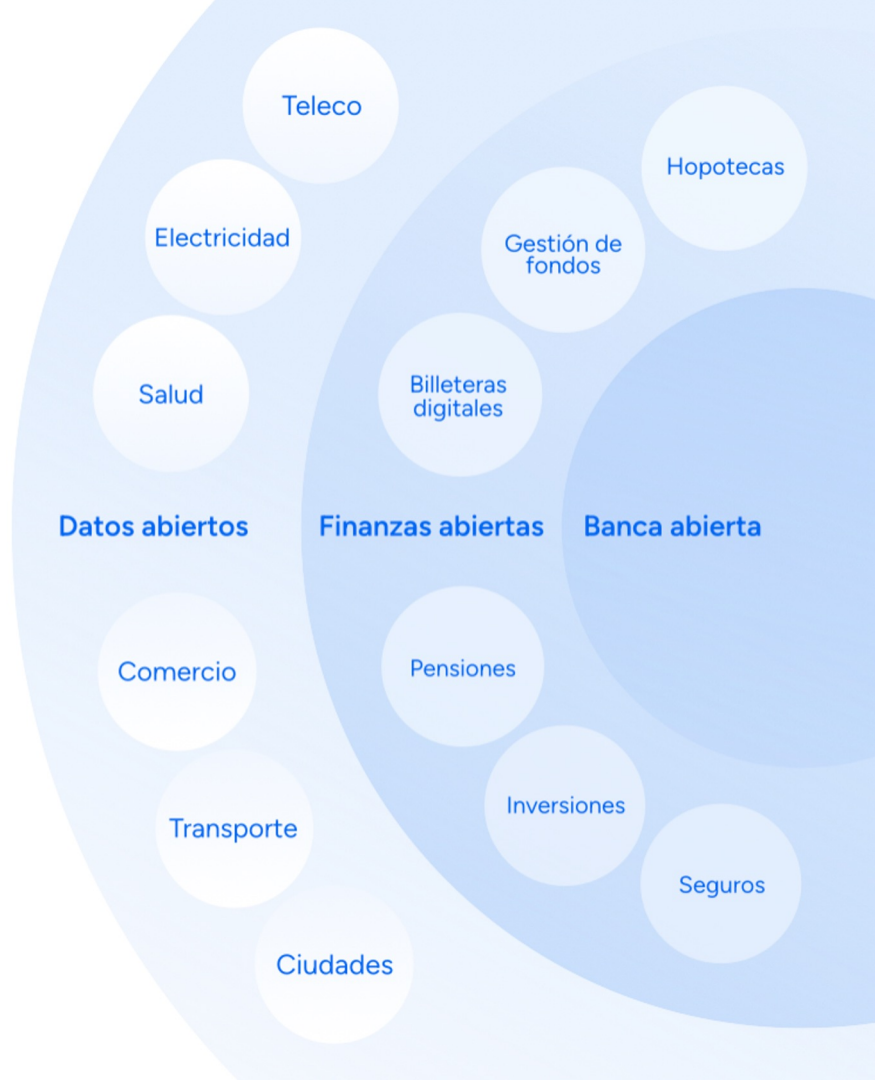 Teleco
Hopotecas
Electricidad
Gestión de
fondos
Salud
Billeteras
digitales
Datos abiertos
Finanzas abiertas
Banca abierta
Comercio
Pensiones
Transporte
Inversiones
Seguros
Ciudades